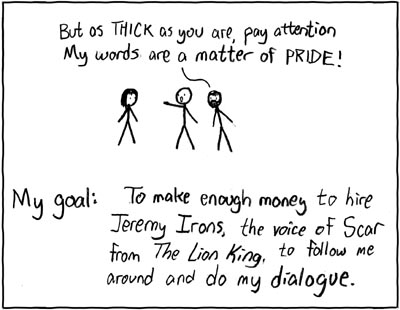 But as THICK as you are, pay attention
My words are a matter of PRIDE!
My goal: To make enough money to hire
Jeremy Irons, the voice of Scar
from The Lion King, to follow me
around and do my dialogue.